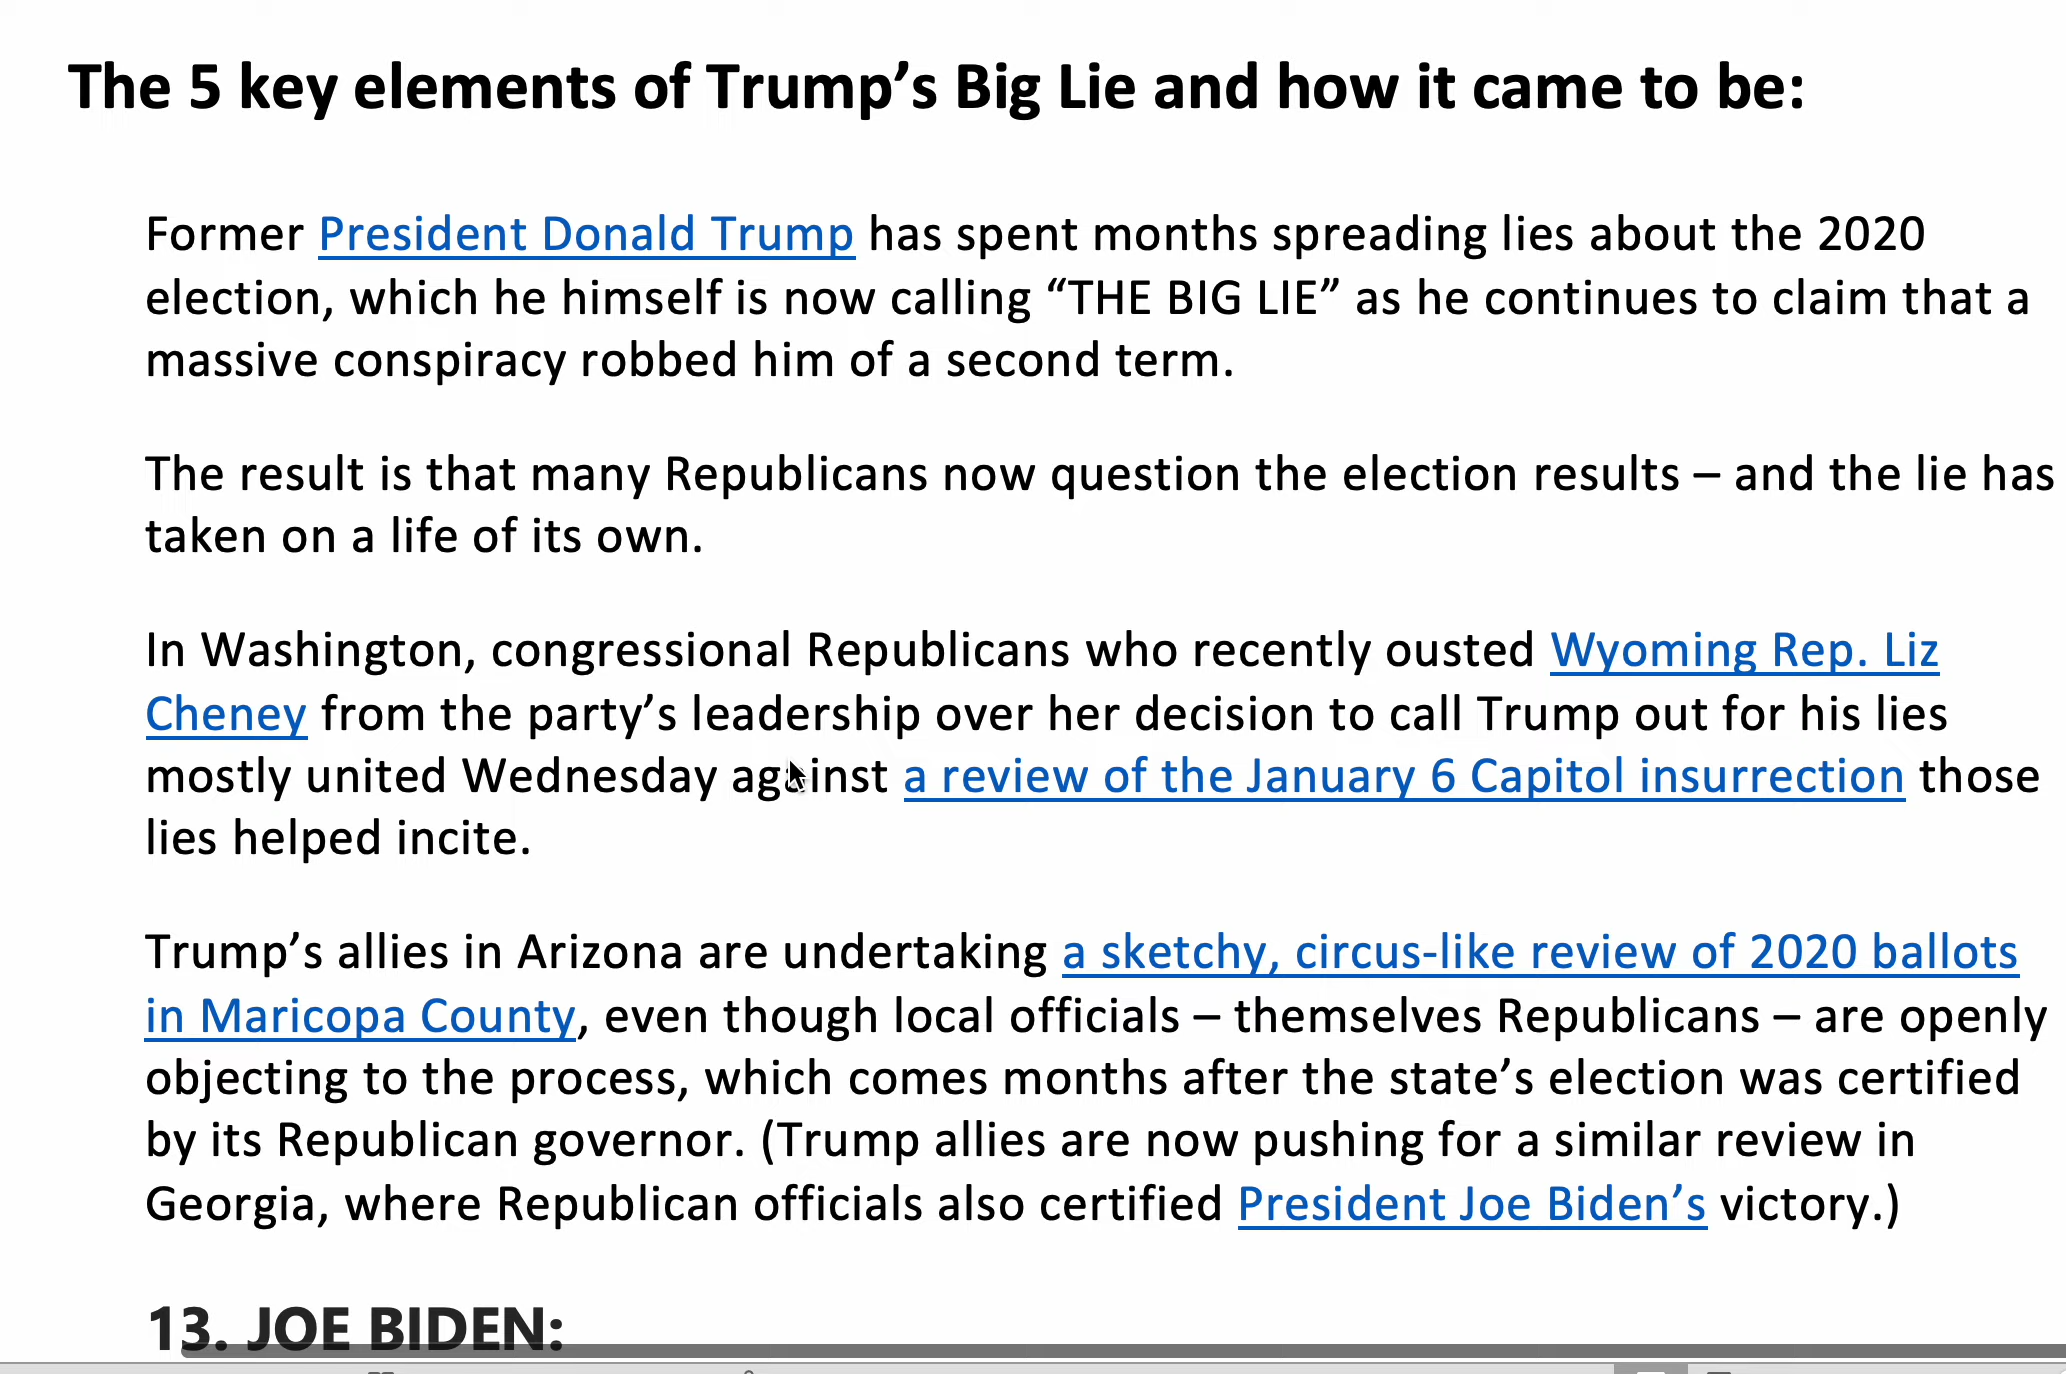 The 5 key elements of Trump’s Big Lie and how it came to be:
Former President Donald Trump has spent months spreading lies about the 2020
election, which he himself is now calling “THE BIG LIE” as he continues to claim that a
massive conspiracy robbed him of a second term.
The result is that many Republicans now question the election results – and the lie has
taken on a life of its own.
In Washington, congressional Republicans who recently ousted Wyoming Rep. Liz
Cheney from the party’s leadership over her decision to call Trump out for his lies
mostly united Wednesday against a review of the January 6 Capitol insurrection those
lies helped incite.
Trump’s allies in Arizona are undertaking a sketchy, circus-like review of 2020 ballots
in Maricopa County, even though local officials – themselves Republicans – are openly
objecting to the process, which comes months after the state’s election was certified
by its Republican governor. (Trump allies are now pushing for a similar review in
Georgia, where Republican officials also certified President Joe Biden’s victory.)
13. JOE BIDEN: